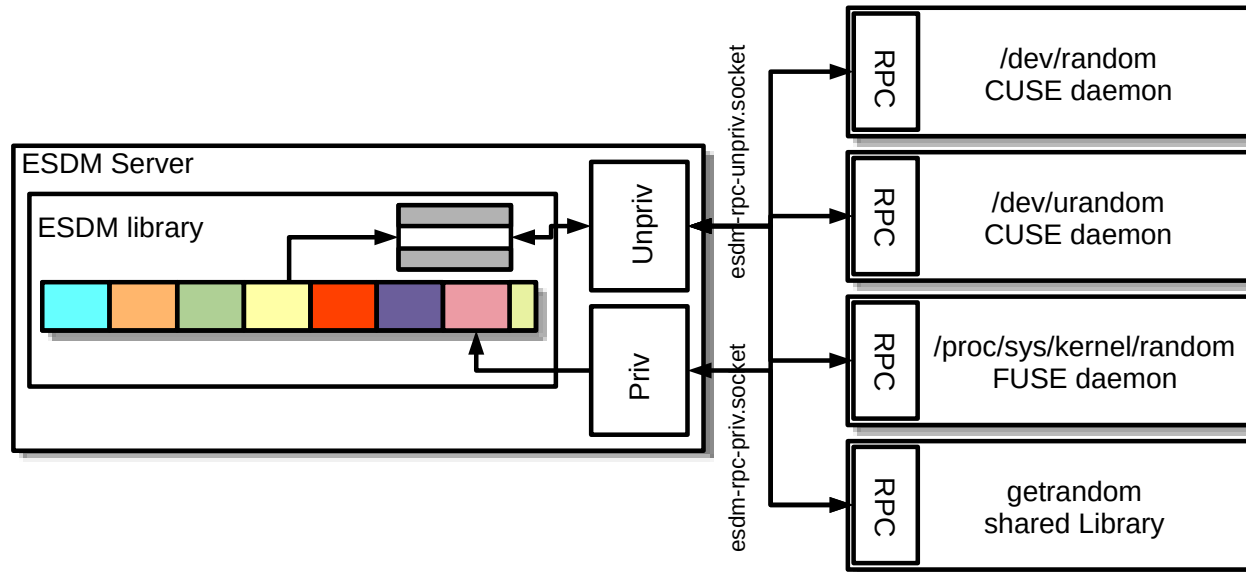 ESDM Server
ESDM library
Unpriv
Priv
esdm-rpc-unpriv.socket
esdm-rpc-priv.socket
RPC
/dev/random
CUSE daemon
RPC
/dev/urandom
CUSE daemon
RPC
/proc/sys/kernel/random
FUSE daemon
RPC
getrandom
shared Library